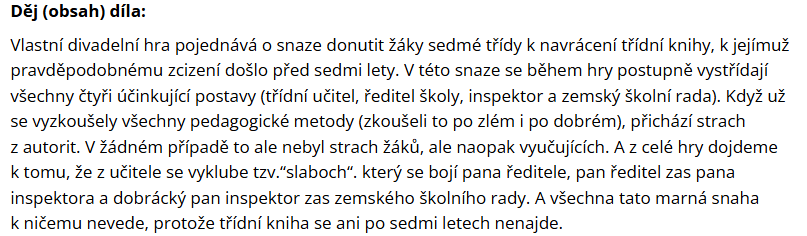 Děj (obsah) díla:
Vlastní divadelní hra pojednává o snaze donutit žáky sedmé třídy k navrácení třídní knihy, k jejímuž
pravděpodobnému zcizení došlo před sedmi lety. V této snaze se během hry postupně vystřídají
všechny čtyři účinkující postavy (třídní učitel, ředitel školy, inspektor a zemský školní rada). Když už
se vyzkoušely všechny pedagogické metody (zkoušeli to po zlém i po dobrém), přichází strach
z autorit. V žádném případě to ale nebyl strach žáků, ale naopak vyučujících. A z celé hry dojdeme
k tomu, že z učitele se vyklube tzv.“slaboch“. který se bojí pana ředitele, pan ředitel zas pana
inspektora a dobrácký pan inspektor zas zemského školního rady. A všechna tato marná snaha
k ničemu nevede, protože třídní kniha se ani po sedmi letech nenajde.